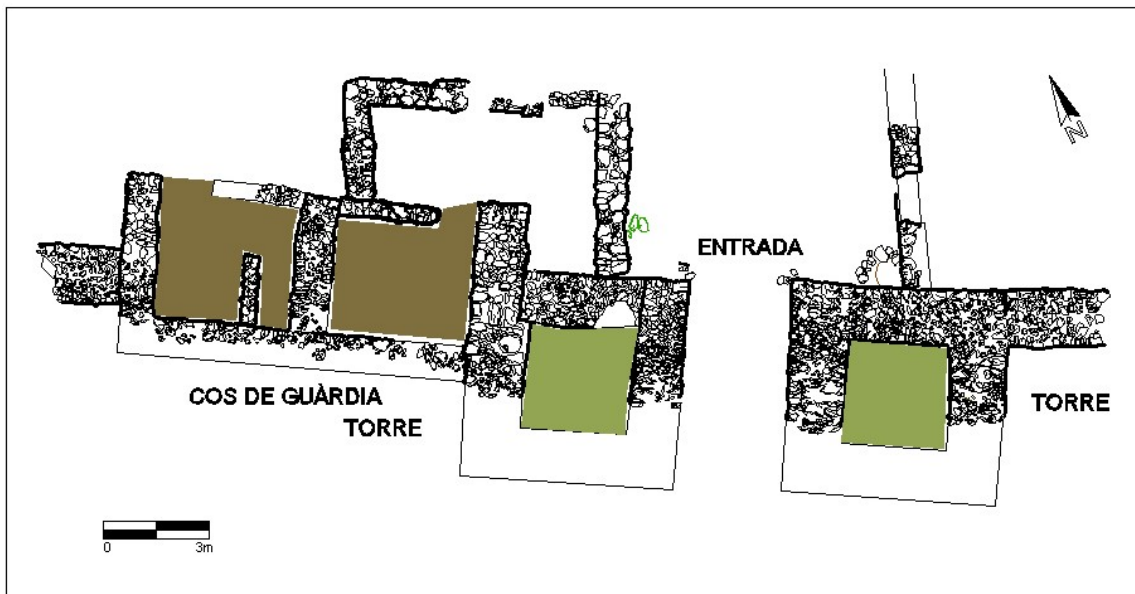 N
ENTRADA
COS DE GUÀRDIA
TORRE
TORRE
0 3m